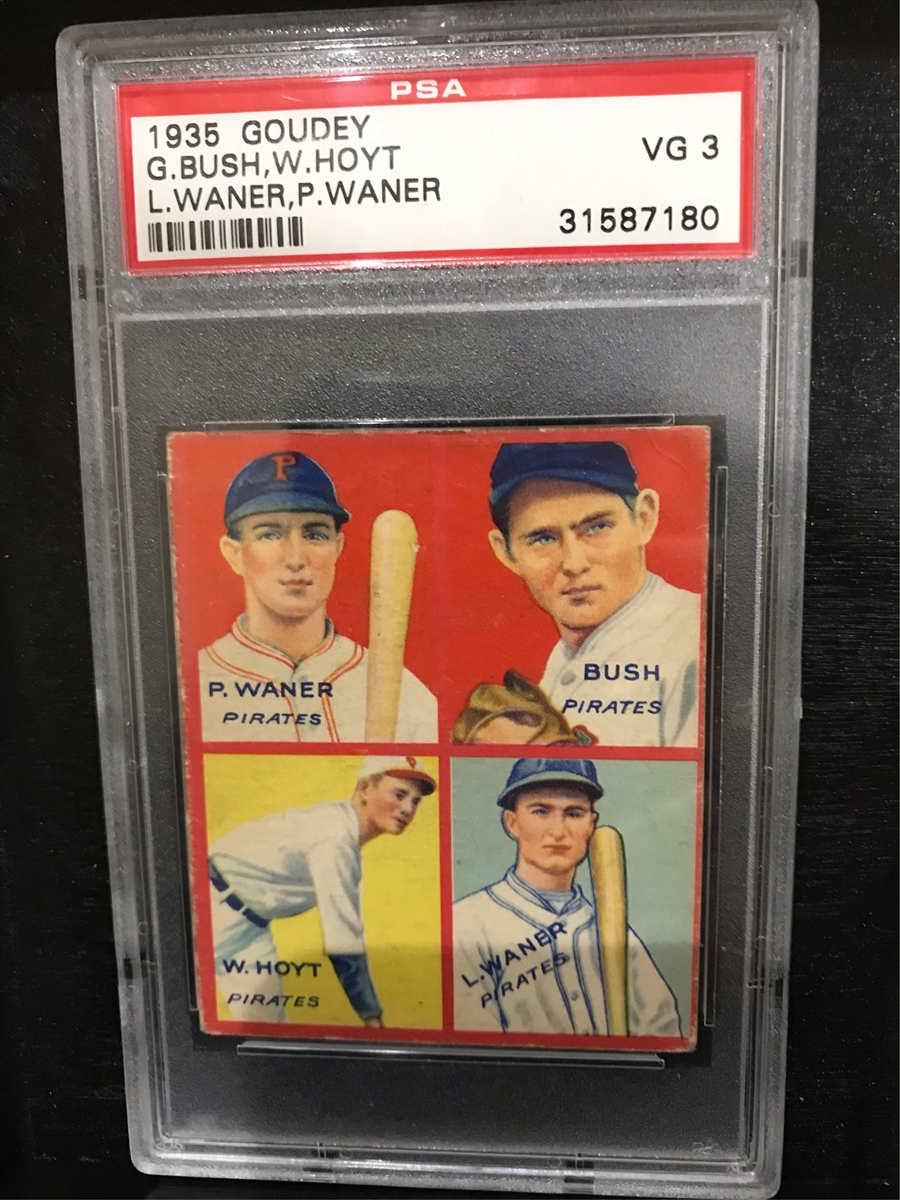 PSA
1935 GOUDEY
G.BUSH,W.HOYT
VG 3
L.WANER,P.WANER
31587180
P
P. WANER
PIRATES
BUSH
PIRATES
P
W. HOYT
PIRATES
L. WANER
PIRATES